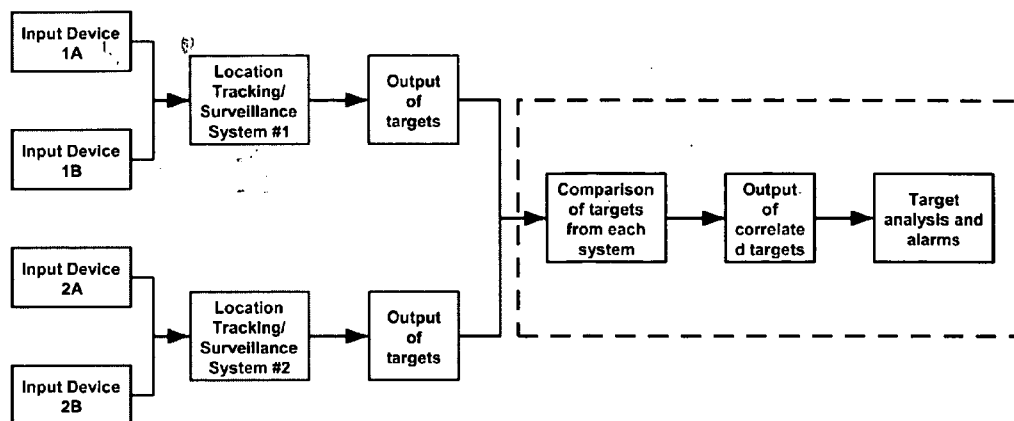 Input Device
1A
Input Device
1B
Location
Tracking/
Surveillance
System #1
Output
of
targets
Input Device
2A
Input Device
2B
Location
Tracking/
Surveillance
System #2
Output
of
targets
Comparison
of targets
from each
system
Output
of
correlate
d targets
Target
analysis and
alarms